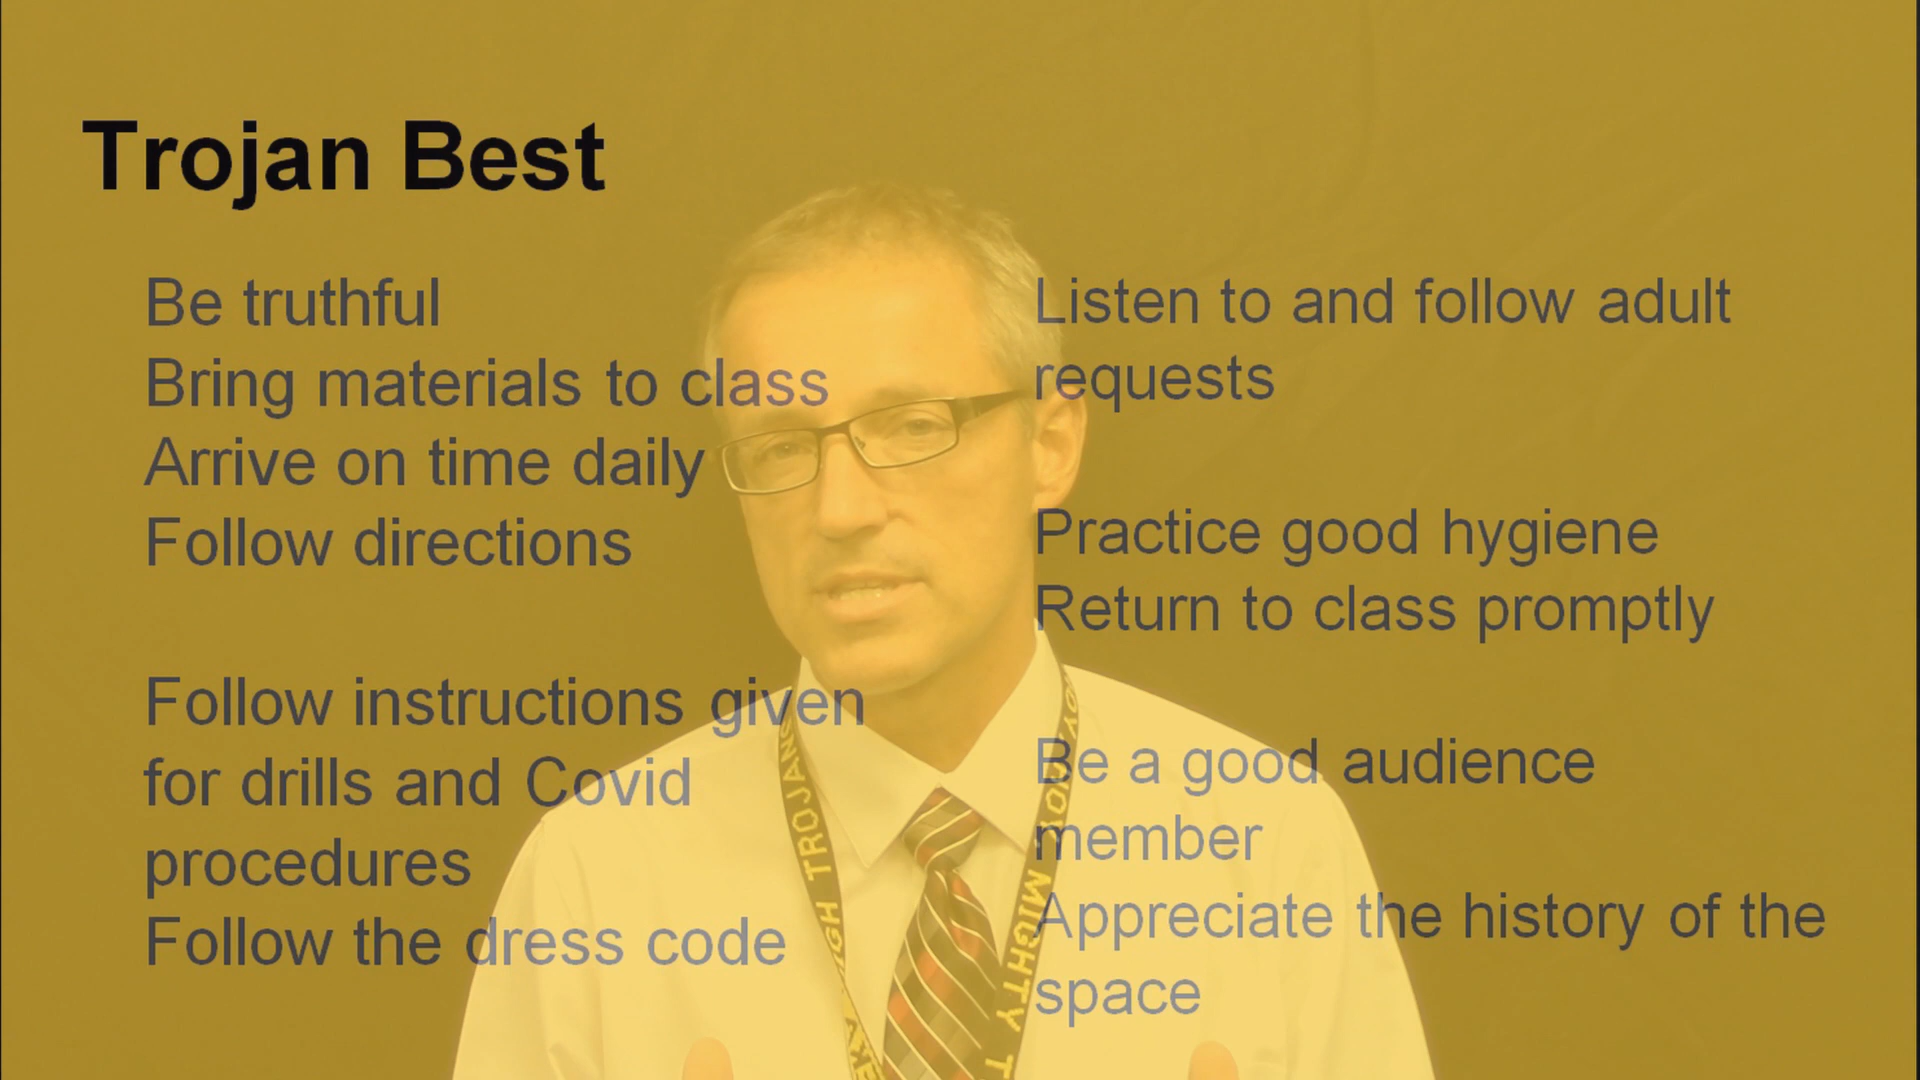 Trojan Best
Be truthful
Bring materials to class
Arrive on time daily
Follow directions
Follow instructions given
for drills and Covid
procedures
Follow the dress code
Listen to and follow adult
requests
Practice good hygiene
Return to class promptly
Be a good audience
member
Appreciate the history of the
space
TROJANS
MIGHTY T